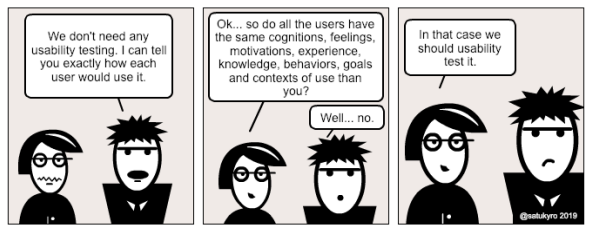 We don't need any
usability testing. I can tell
you exactly how each
user would use it.
Ok... so do all the users have
the same cognitions, feelings,
motivations, experience,
knowledge, behaviors, goals
and contexts of use than
you?
Well... no.
In that case we
should usability
test it.
@satukyro 2019